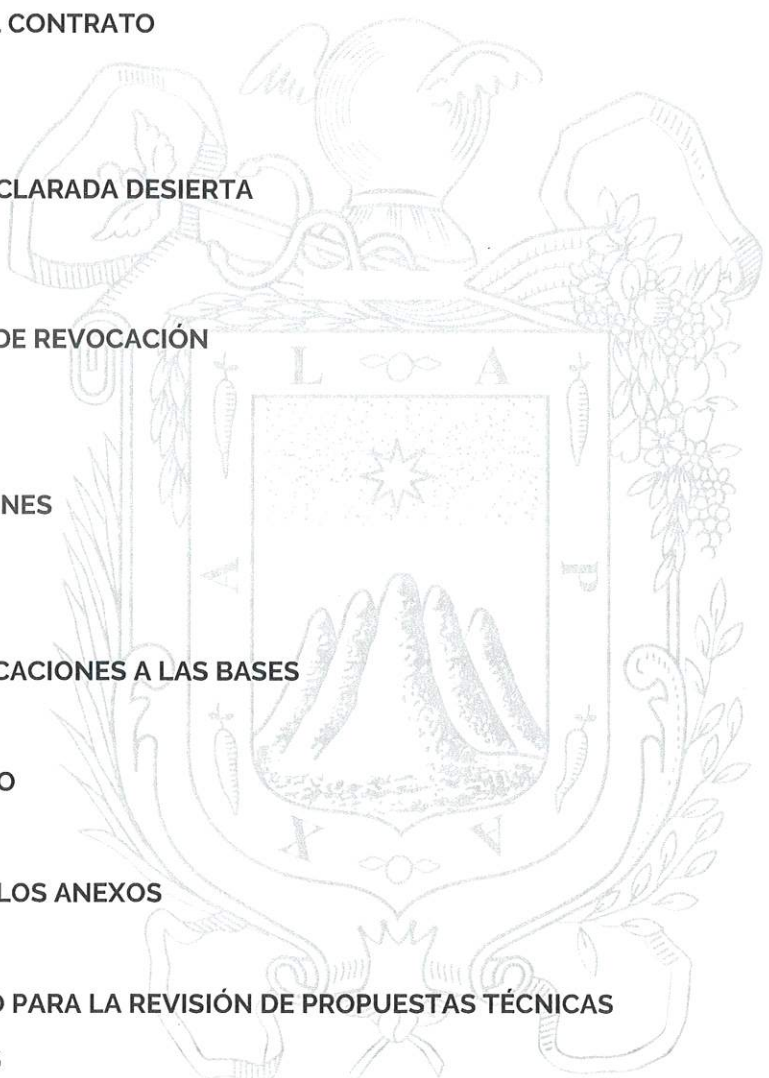 CONTRATO
CLARADA DESIERTA
DE REVOCACIÓN
L A
NES
A P
CACIONES A LAS BASES
O
X A
LOS ANEXOS
PARA LA REVISIÓN DE PROPUESTAS TÉCNICAS